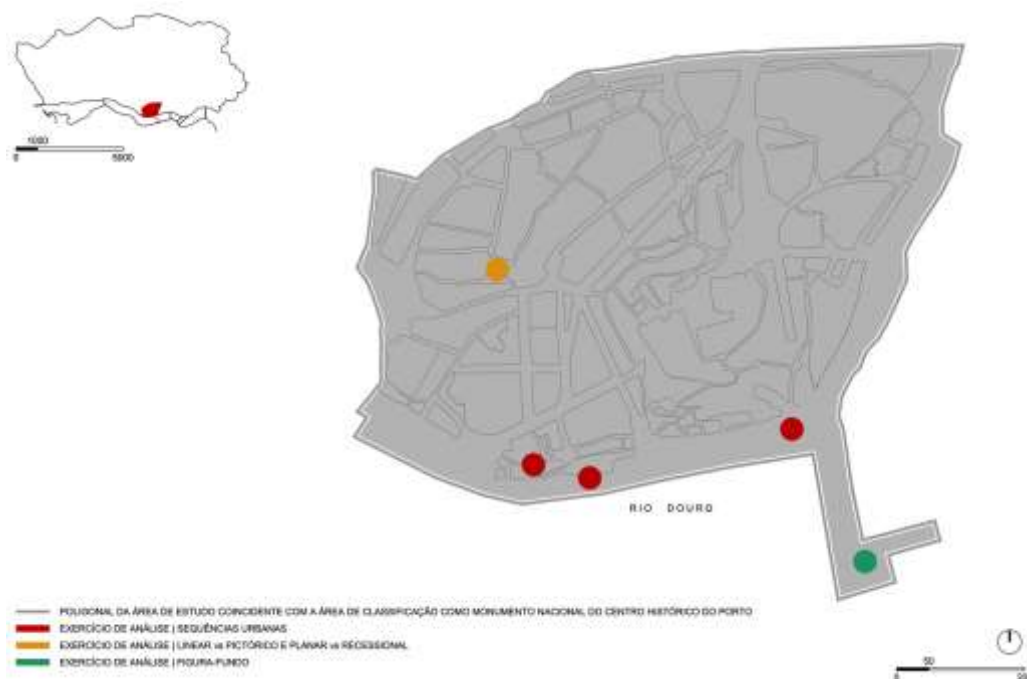 1000
0 5000
RIO DOURO
POLIGONAL DA ÁREA DE ESTUDO COINCIDENTE COM A ÁREA DE CLASSIFICAÇÃO COMO MONUMENTO NACIONAL DO CENTRO HISTÓRICO DO PORTO
EXERCÍCIO DE ANÁLISE | SEQUÊNCIAS URBANAS
EXERCÍCIO DE ANÁLISE | LINEAR vs PICTÓRICO E PLANAR vs RECESSIONAL
EXERCÍCIO DE ANÁLISE | FIGURA-FUNDO
50
0